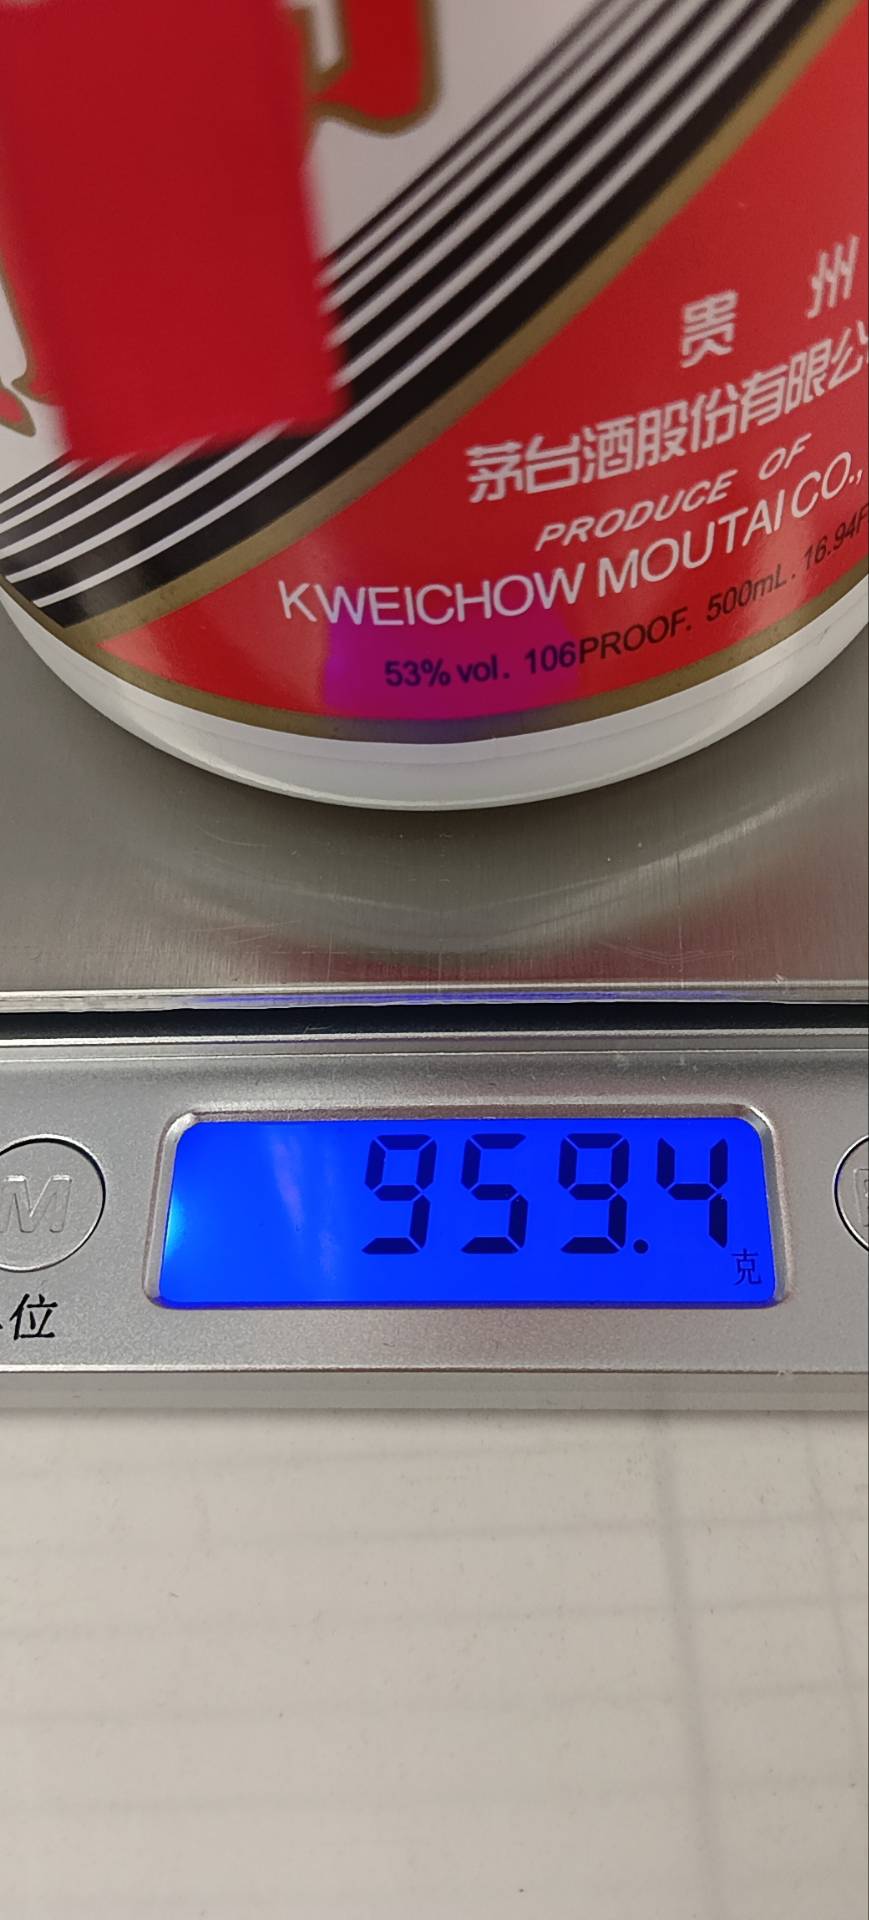 贵 州
茅台酒股份有限公
PRODUCE OF
KWEICHOW MOUTAI CO.,
53% vol. 106PROOF. 500mL. 16.94F
959.4
克
M
位